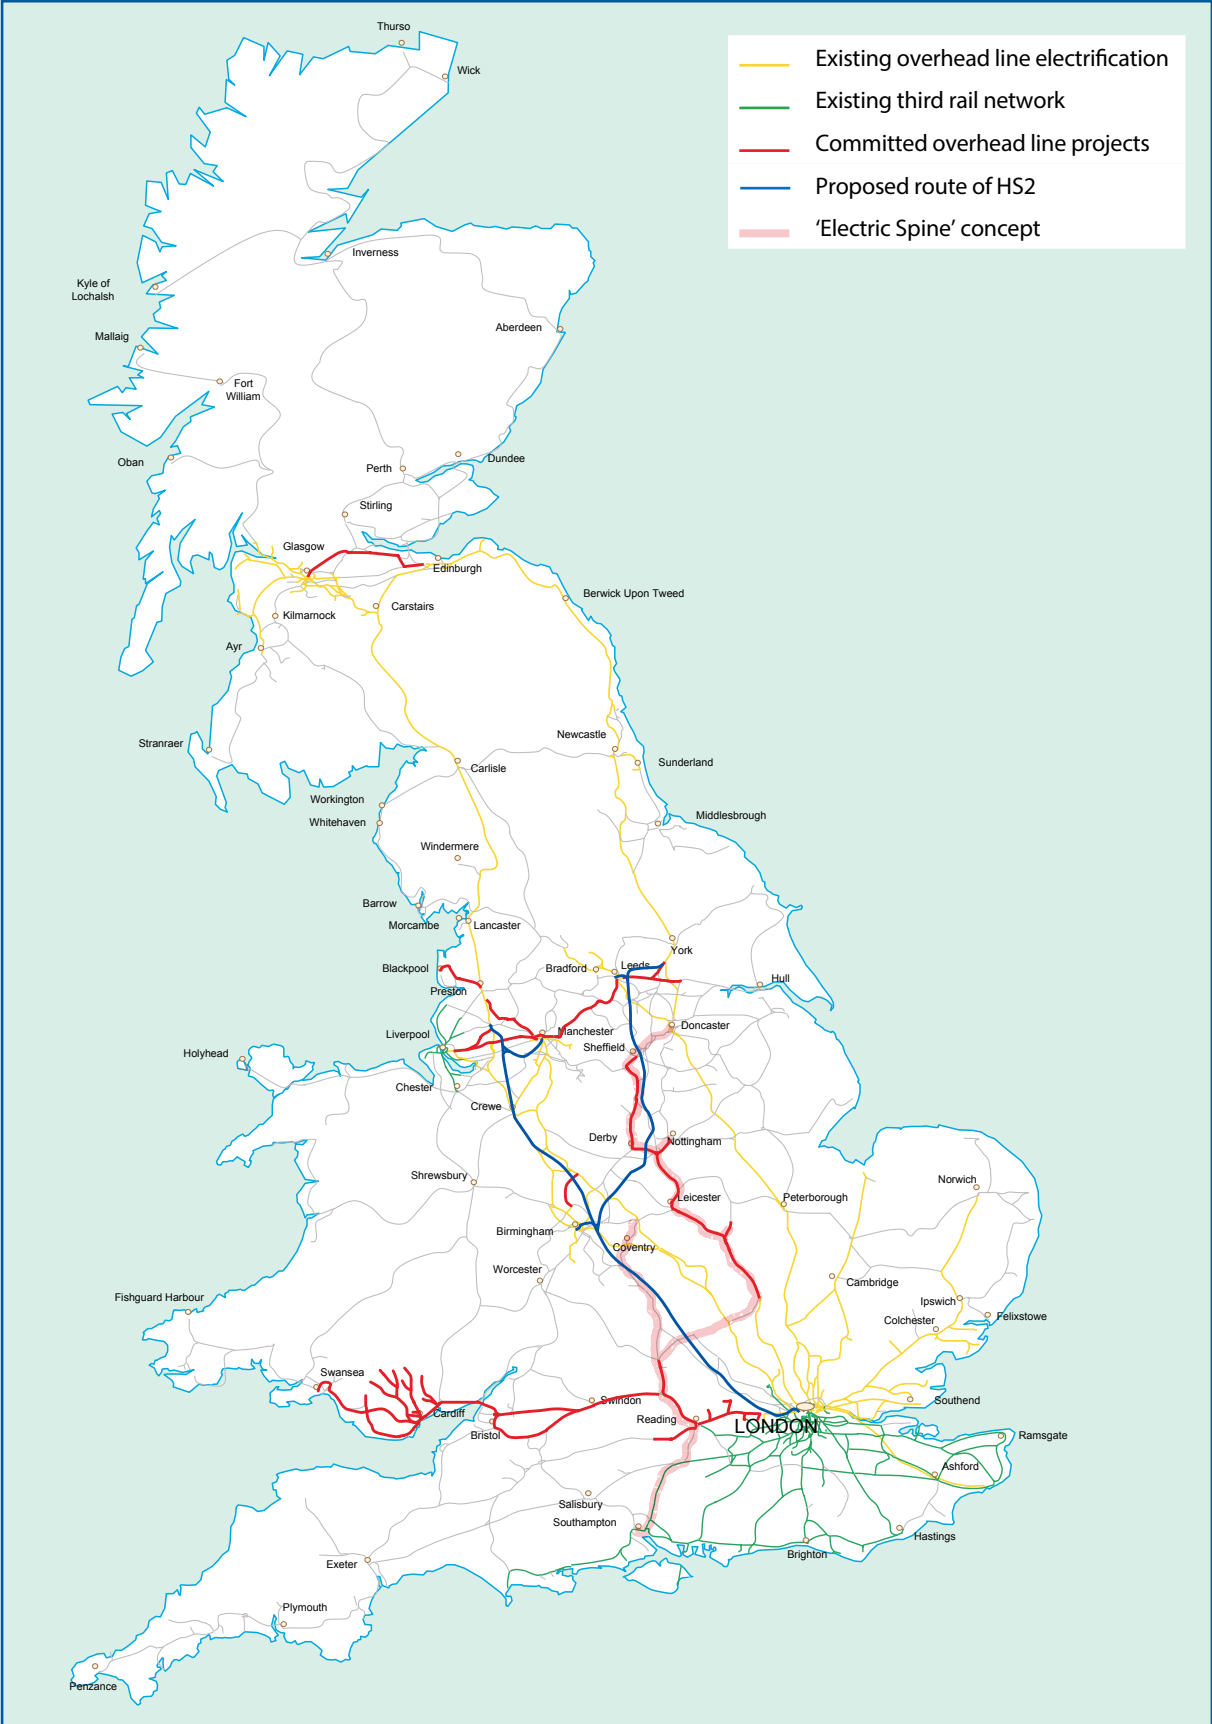 Thurso
Wick
Existing overhead line electrification
Existing third rail network
Committed overhead line projects
Proposed route of HS2
‘Electric Spine’ concept
Inverness
Kyle of
Lochalsh
Aberdeen
Mallaig
Fort
William
Oban
Perth
Dundee
Stirling
Glasgow
Edinburgh
Berwick Upon Tweed
Carstairs
Kilmarnock
Ayr
Stranraer
Newcastle
Sunderland
Carlisle
Workington
Whitehaven
Middlesbrough
Windermere
Barrow
Morcambe
Lancaster
York
Blackpool
Bradford
Leeds
Hull
Preston
Liverpool
Manchester
Doncaster
Sheffield
Holyhead
Chester
Crewe
Derby
Nottingham
Shrewsbury
Leicester
Peterborough
Norwich
Birmingham
Coventry
Worcester
Cambridge
Ipswich
Fishguard Harbour
Colchester
Felixstowe
Swansea
Swindon
Southend
Cardiff
Reading
LONDON
Bristol
Ramsgate
Ashford
Salisbury
Southampton
Hastings
Brighton
Exeter
Plymouth
Penzance